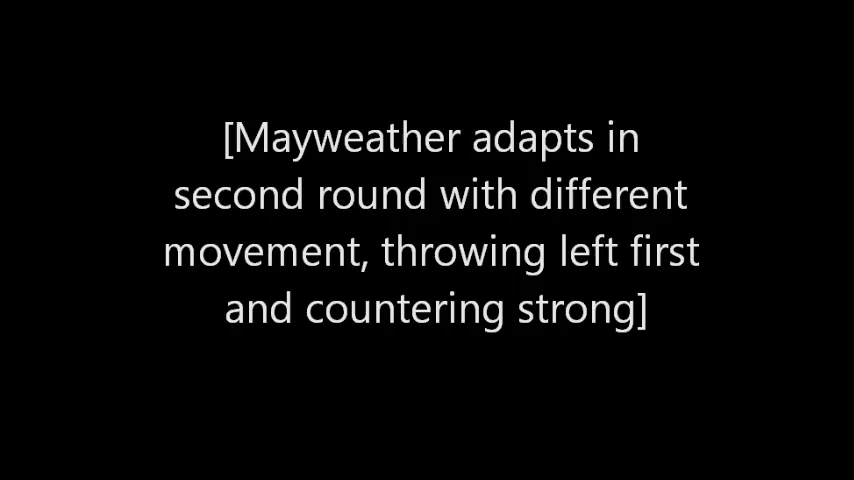 [Mayweather adapts in
second round with different
movement, throwing left first
and countering strong]